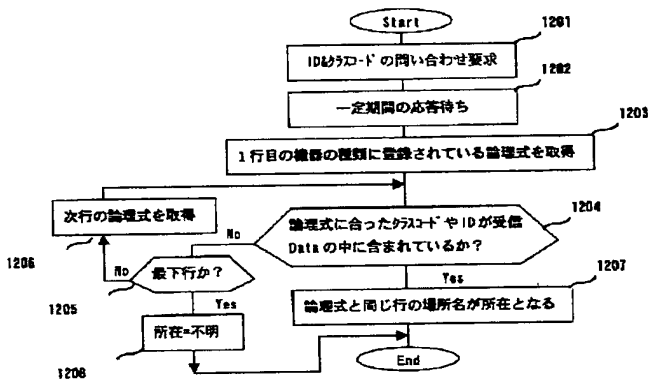 Start
1201
ID&クラスコードの問い合わせ要求
1202
一定期間の応答待ち
1203
1行目の機器の種類に登録されている論理式を取得
次行の論理式を取得
1206
論理式に合ったクラスコードやIDが受信
Dataの中に含まれているか?
1204
No
Yes
No
最下行か?
1205
Yes
1207
論理式と同じ行の場所名が所在となる
所在=不明
1208
End